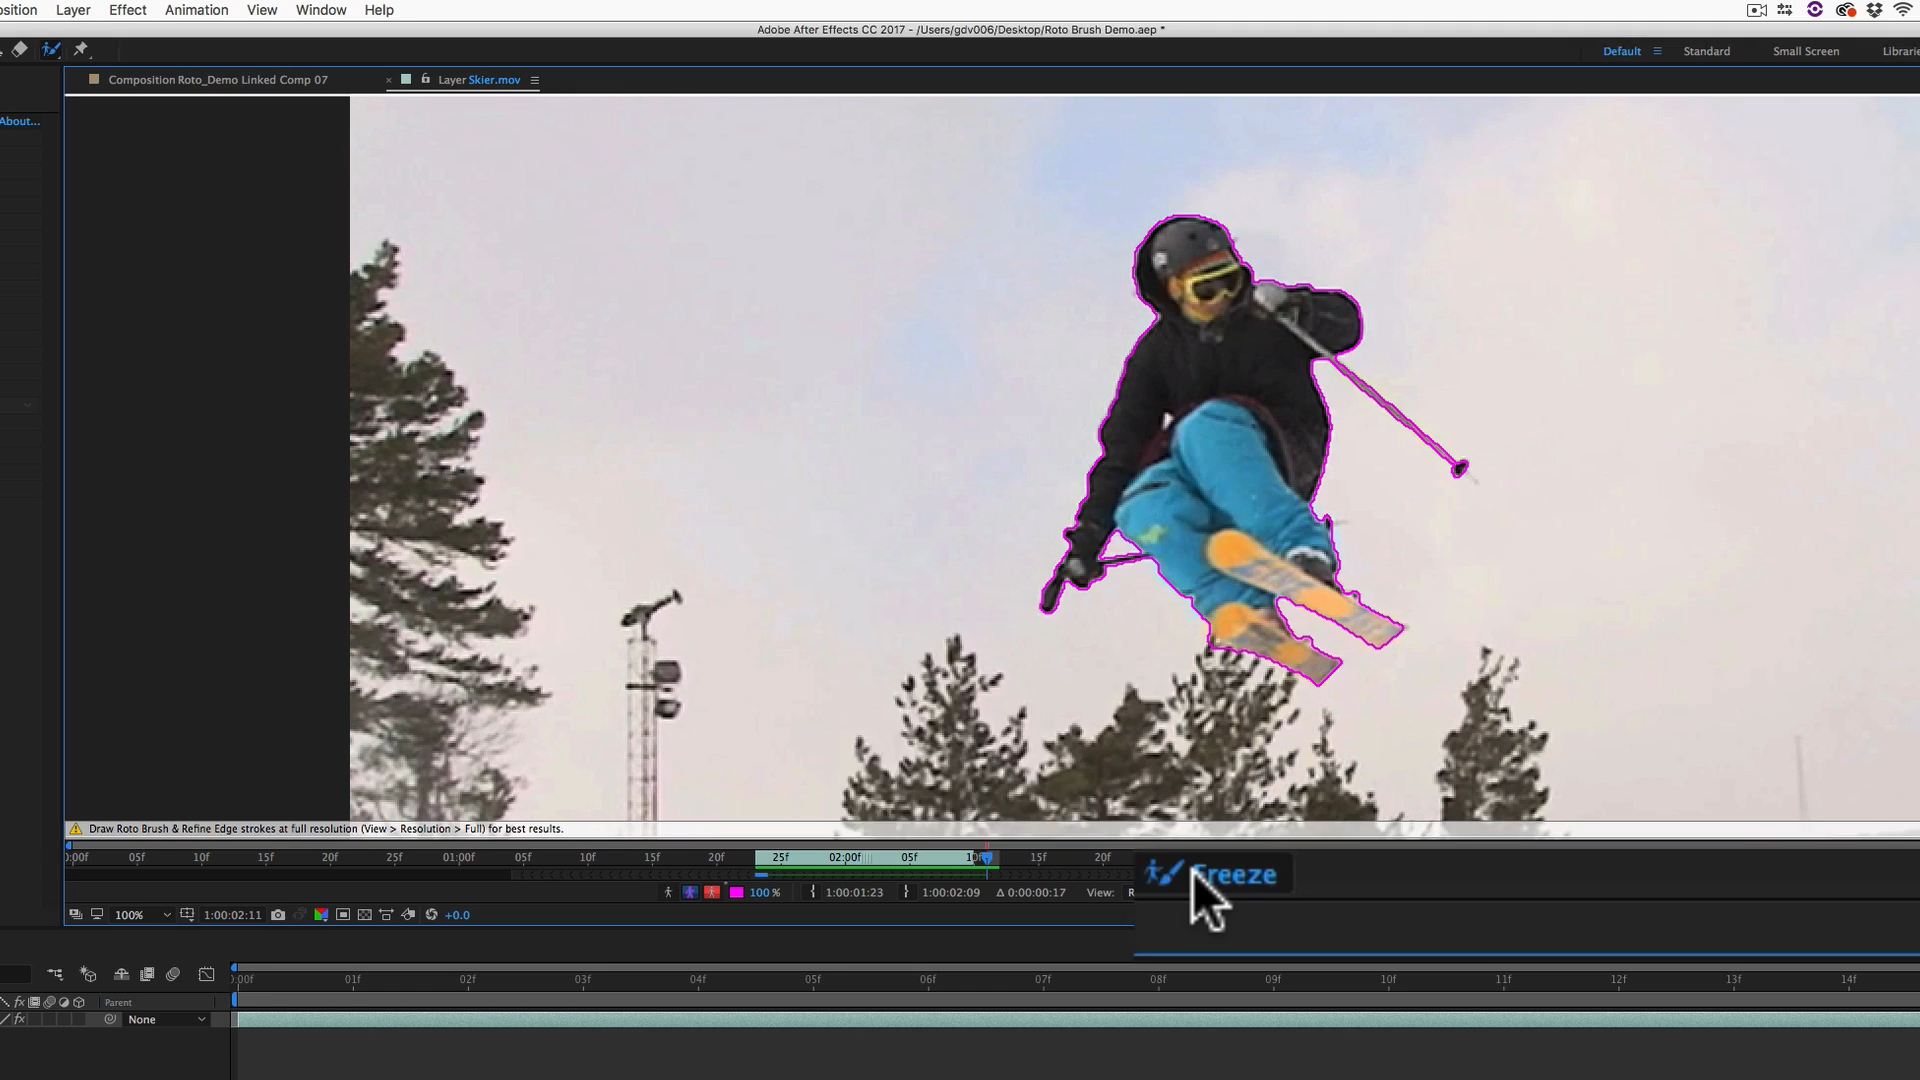 osition Layer Effect Animation View Window Help
Adobe After Effects CC 2017 - /Users/gdv006/Desktop/Roto Brush Demo.aep *
Default Standard Small Screen Librarie
Composition Roto_Demo Linked Comp 07 × Layer Skier.mov
About...
Draw Roto Brush & Refine Edge strokes at full resolution (View > Resolution > Full) for best results.
0:00f 05f 10f 15f 20f 25f 01:00f 05f 10f 15f 20f 25f 02:00f 05f 10f 15f 20f
100 % 1:00:01:23 1:00:02:09 Δ 0:00:00:17 View: R
Freeze
100% 1:00:02:11 +0.0
0:00f 01f 02f 03f 04f 05f 06f 07f 08f 09f 10f 11f 12f 13f 14f
fx Parent
fx None